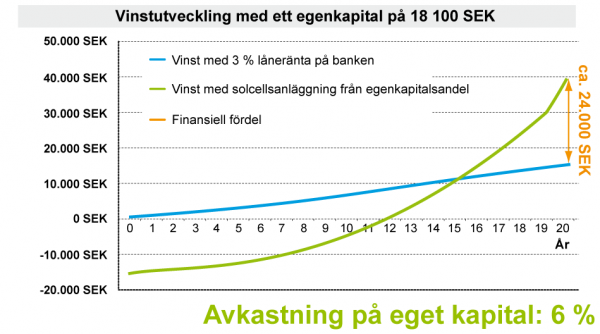 Vinstutveckling med ett egenkapital på 18 100 SEK
50.000 SEK
40.000 SEK
30.000 SEK
20.000 SEK
10.000 SEK
0 SEK
-10.000 SEK
-20.000 SEK
Vinst med 3 % låneränta på banken
Vinst med solcellsanläggning från egenkapitalsandel
Finansiell fördel
ca. 24.000 SEK
0 1 2 3 4 5 6 7 8 9 10 11 12 13 14 15 16 17 18 19 20
År
Avkastning på eget kapital: 6 %